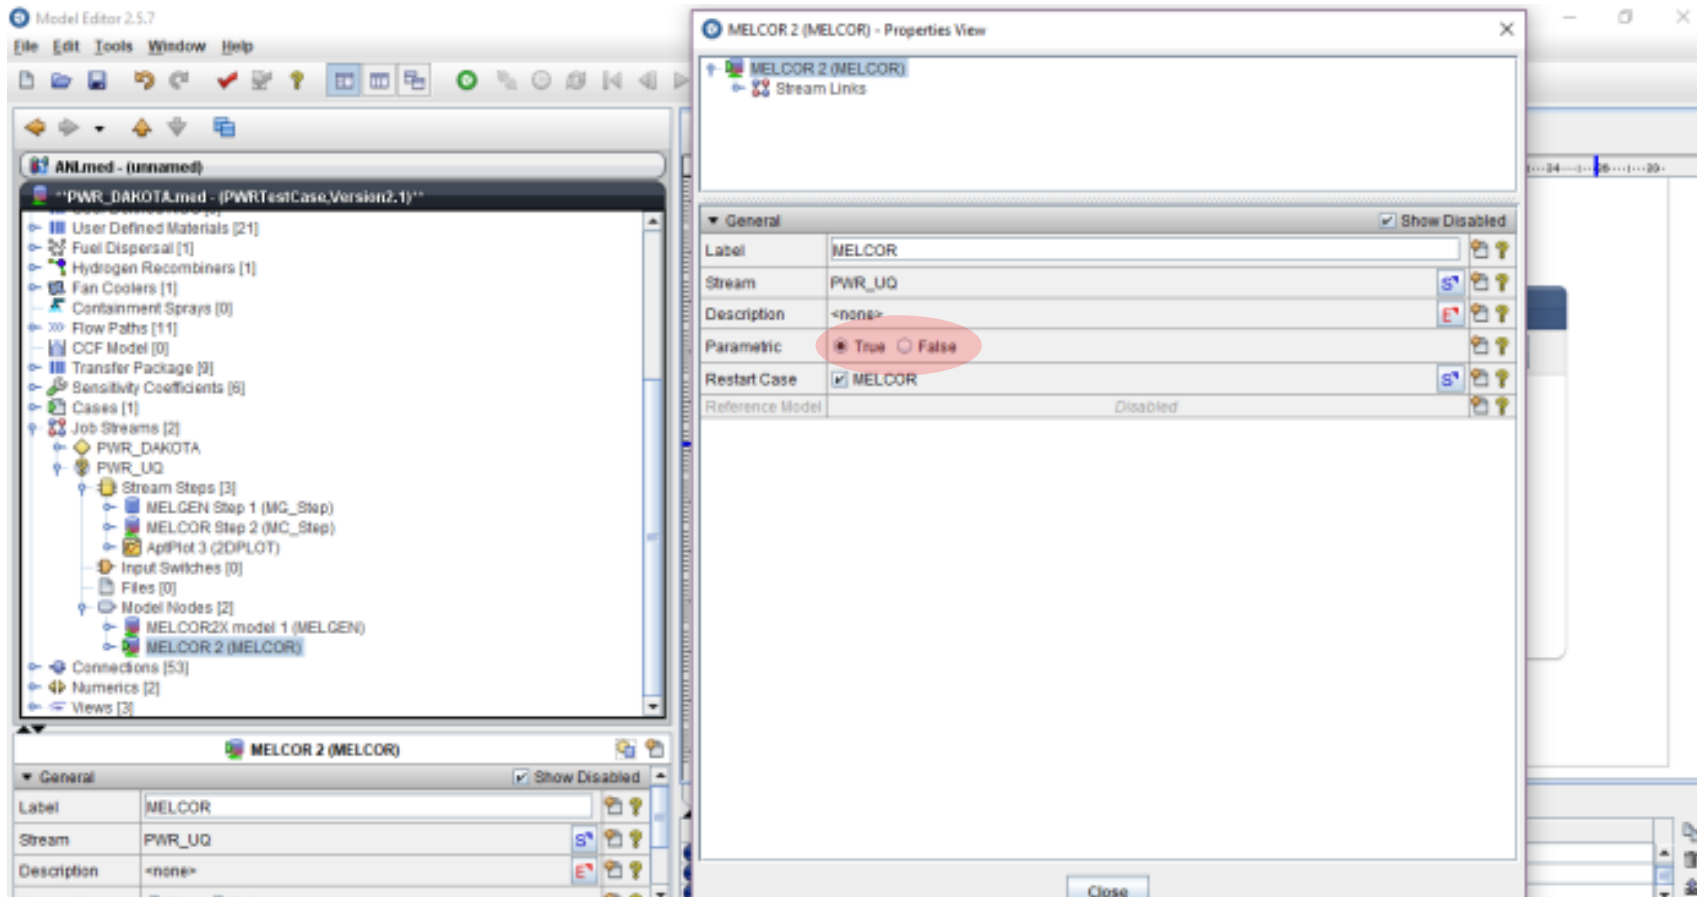 Model Editor 2.5.7
File Edit Tools Window Help
ANI.med - (unnamed)
**PWR_DAKOTA.med - (PWRTestCase,Version2.1)**
User Defined Materials [21]
Fuel Dispersal [1]
Hydrogen Recombiners [1]
Fan Coolers [1]
Containment Sprays [0]
Flow Paths [11]
CCF Model [0]
Transfer Package [9]
Sensitivity Coefficients [6]
Cases [1]
Job Streams [2]
PWR_DAKOTA
PWR_UQ
Stream Steps [3]
MELGEN Step 1 (MG_Step)
MELCOR Step 2 (MC_Step)
AptPlot 3 (2DPLOT)
Input Switches [0]
Files [0]
Model Nodes [2]
MELCOR2X model 1 (MELGEN)
MELCOR 2 (MELCOR)
Connections [53]
Numerics [2]
Views [3]
MELCOR 2 (MELCOR)
General Show Disabled
Label MELCOR
Stream PWR_UQ S
Description <none> E
MELCOR 2 (MELCOR) - Properties View
MELCOR 2 (MELCOR)
Stream Links
General Show Disabled
Label MELCOR
Stream PWR_UQ S
Description <none> E
Parametric True False
Restart Case MELCOR S
Reference Model Disabled
Close